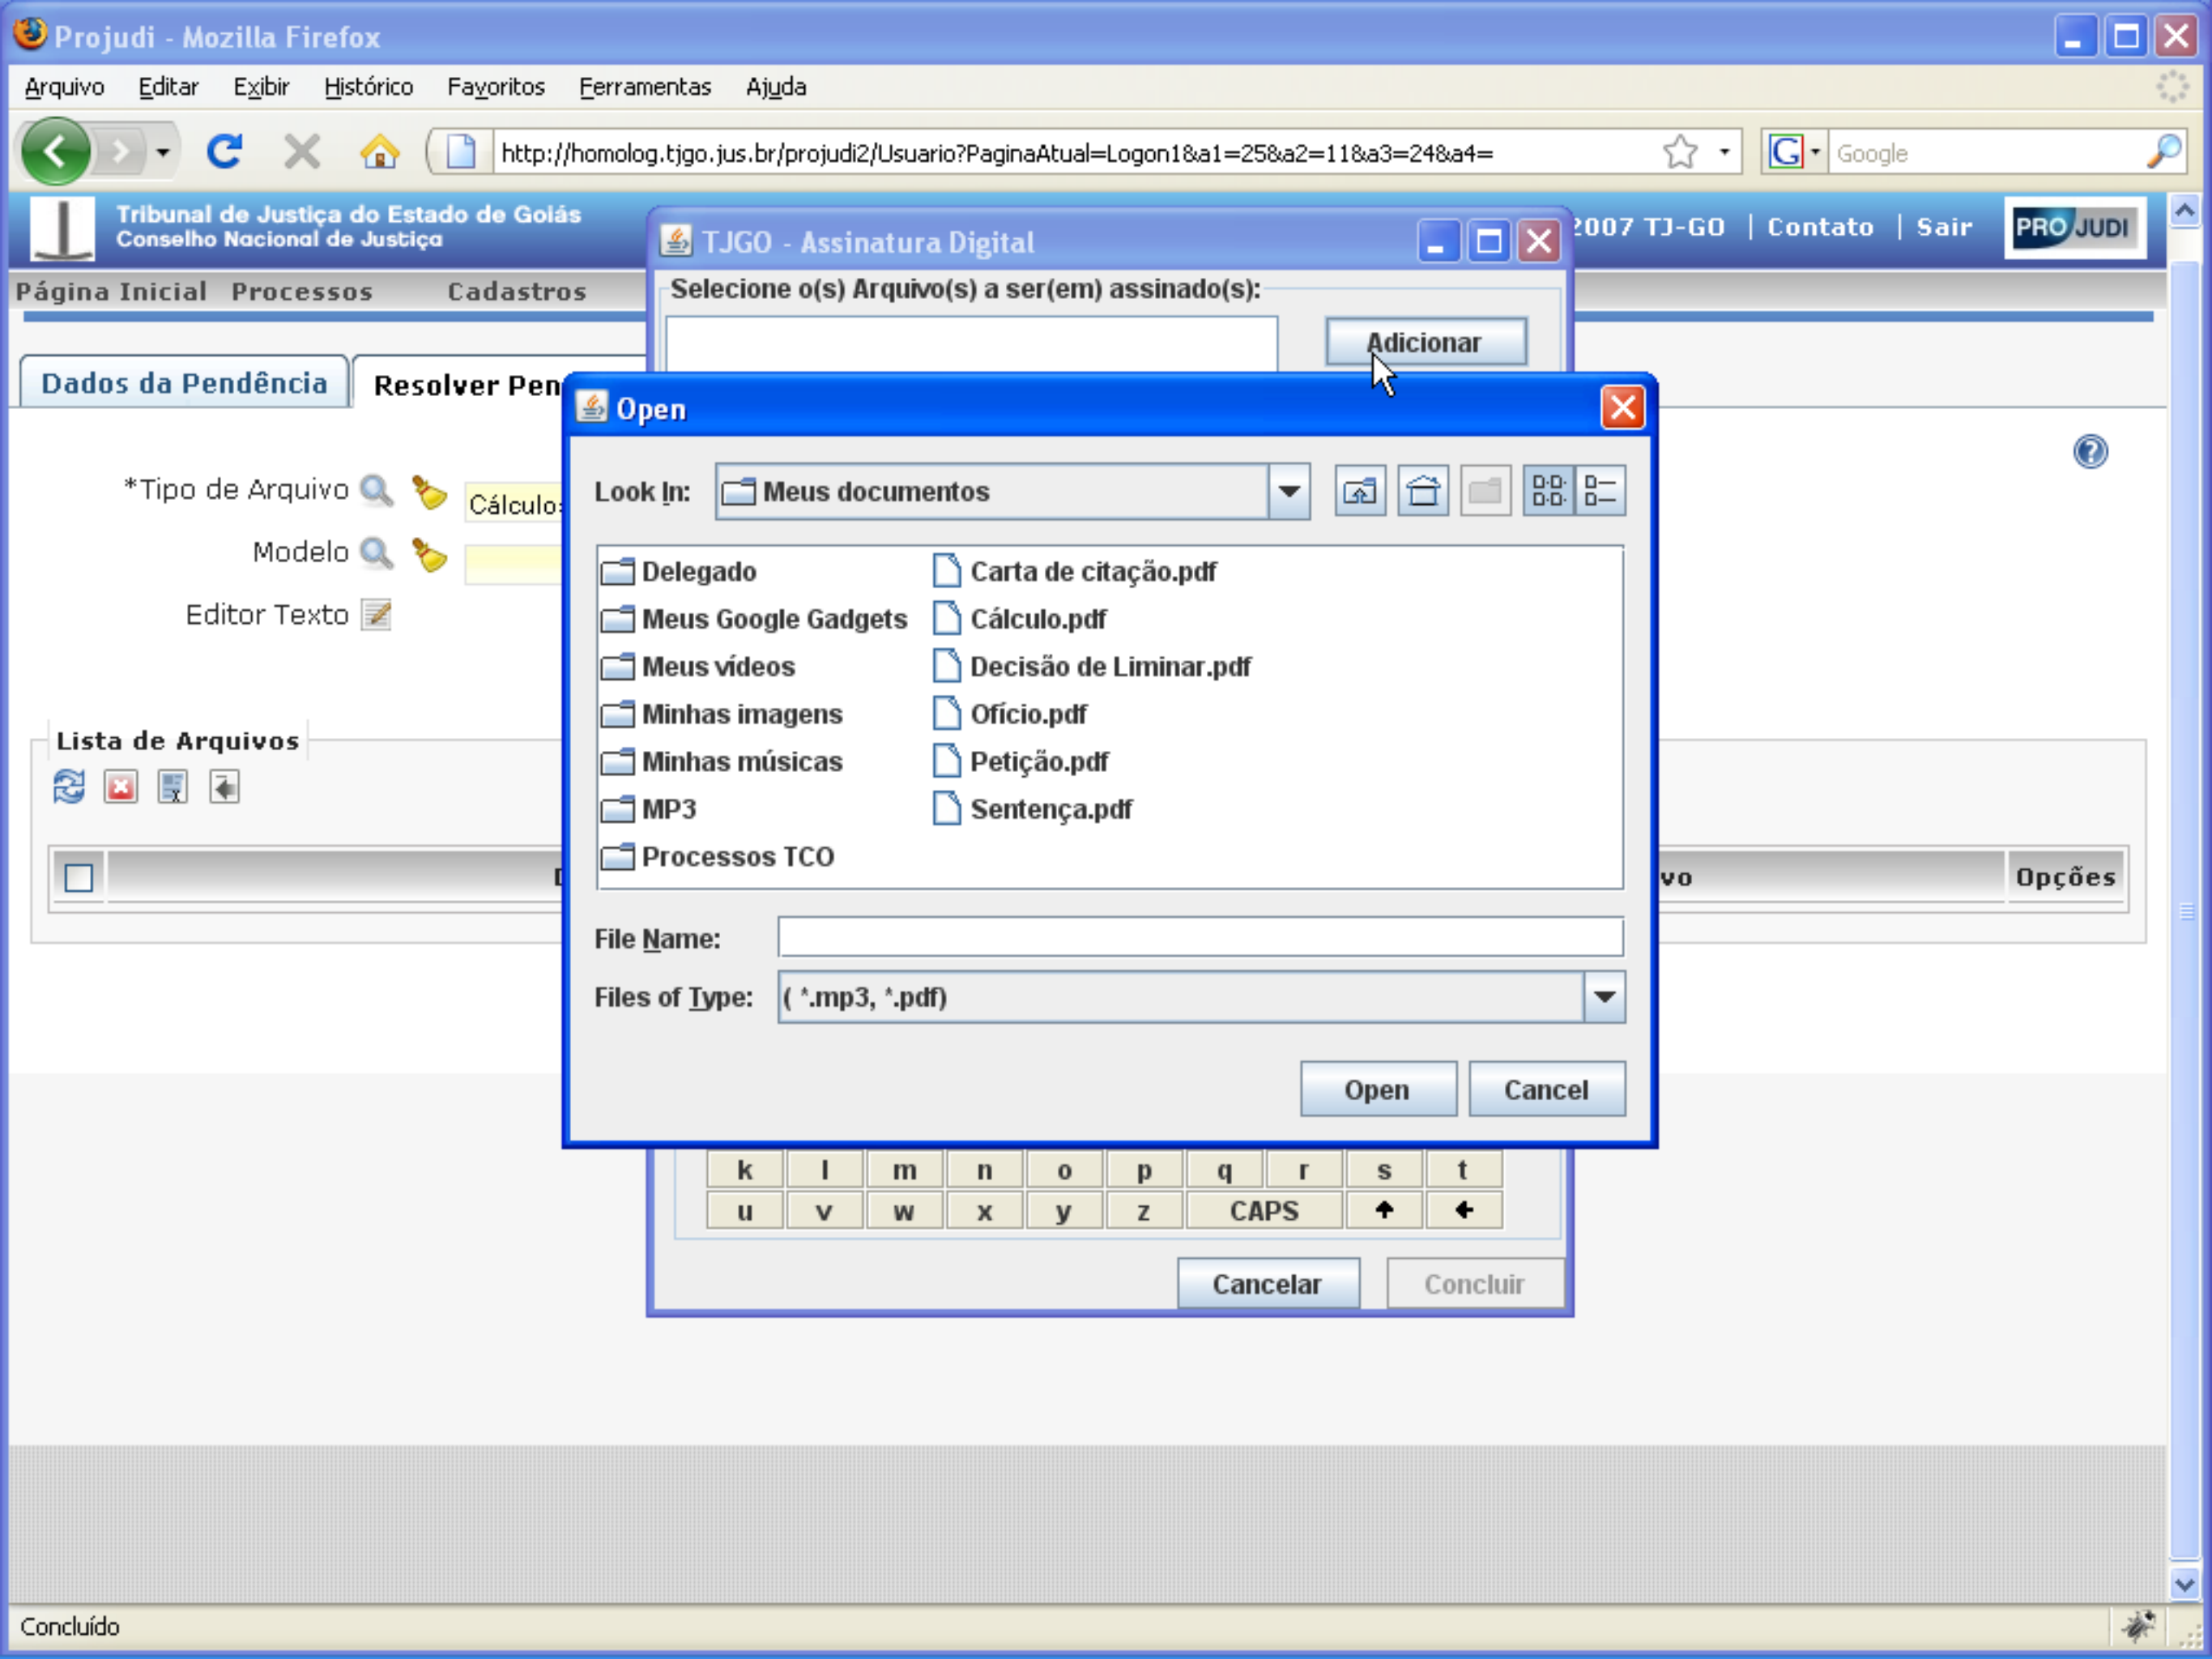 Projudi - Mozilla Firefox
Arquivo Editar Exibir Histórico Favoritos Ferramentas Ajuda
http://homolog.tjgo.jus.br/projudi2/Usuario?PaginaAtual=Logon1&a1=25&a2=11&a3=24&a4=
Google
Tribunal de Justiça do Estado de Goiás
Conselho Nacional de Justiça
2007 TJ-GO | Contato | Sair
PROJUDI
Página Inicial Processos Cadastros
TJGO - Assinatura Digital
Selecione o(s) Arquivo(s) a ser(em) assinado(s):
Adicionar
Dados da Pendência
Resolver Pen
Open
Look In: Meus documentos
*Tipo de Arquivo
Cálculo
Modelo
Editor Texto
Delegado
Meus Google Gadgets
Meus vídeos
Minhas imagens
Minhas músicas
MP3
Processos TCO
Carta de citação.pdf
Cálculo.pdf
Decisão de Liminar.pdf
Ofício.pdf
Petição.pdf
Sentença.pdf
File Name:
Files of Type: ( *.mp3, *.pdf)
Open Cancel
Lista de Arquivos
vo
Opções
k l m n o p q r s t
u v w x y z CAPS
Cancelar Concluir
Concluído